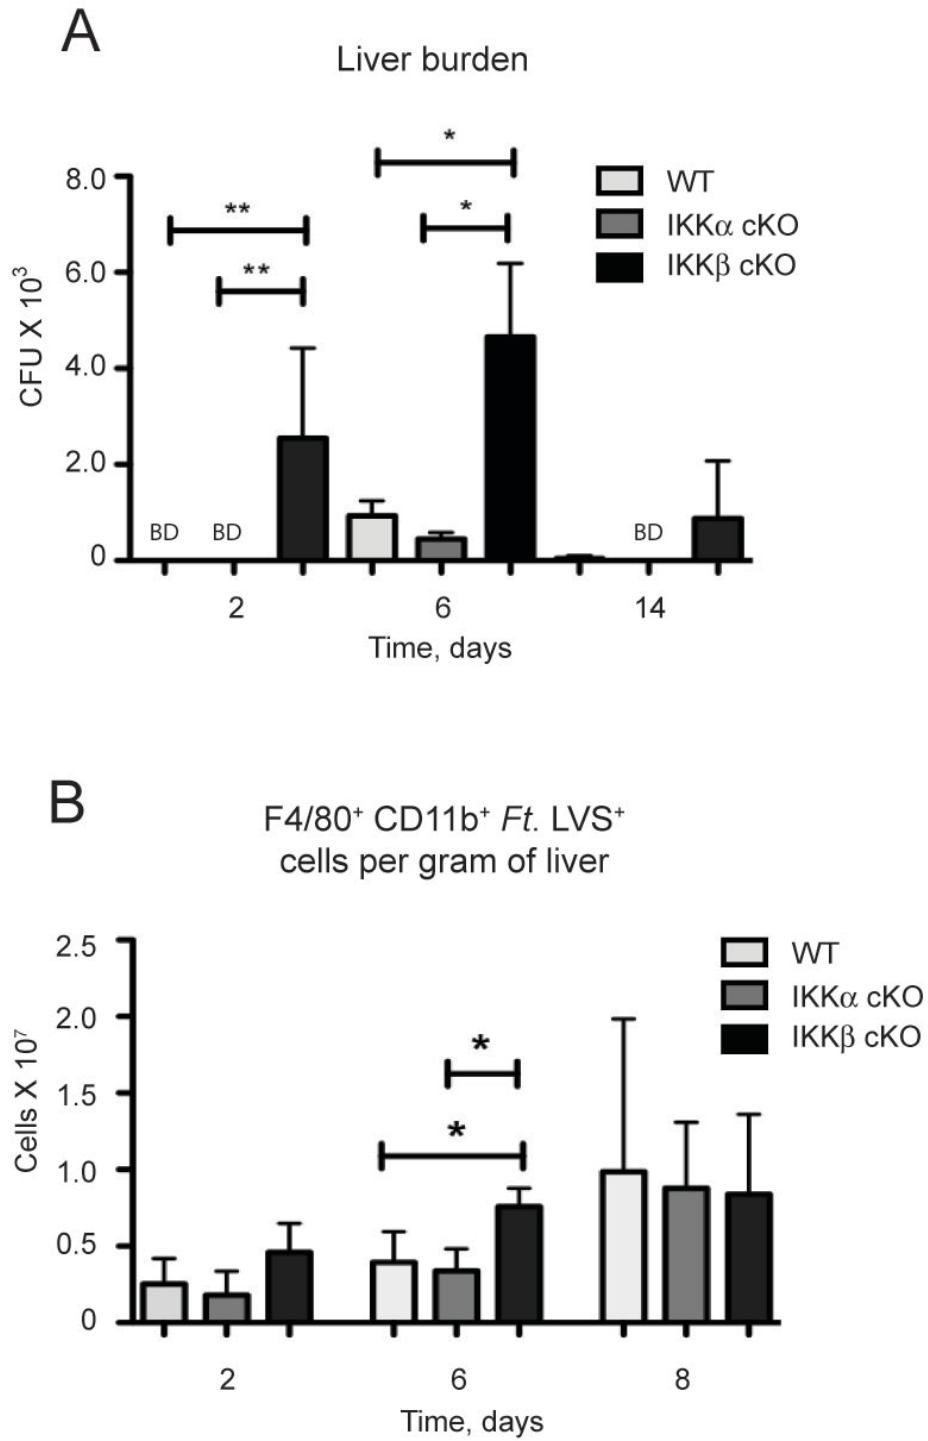 A
Liver burden
*
8.0
WT
**
*
IKKα cKO
6.0
**
IKKβ cKO
CFU X 10³
4.0
2.0
BD
BD
BD
0
2
6
14
Time, days
B
F4/80⁺ CD11b⁺ Ft. LVS⁺
cells per gram of liver
2.5
WT
2.0
IKKα cKO
*
IKKβ cKO
Cells X 10⁷
1.5
*
1.0
0.5
0
2
6
8
Time, days